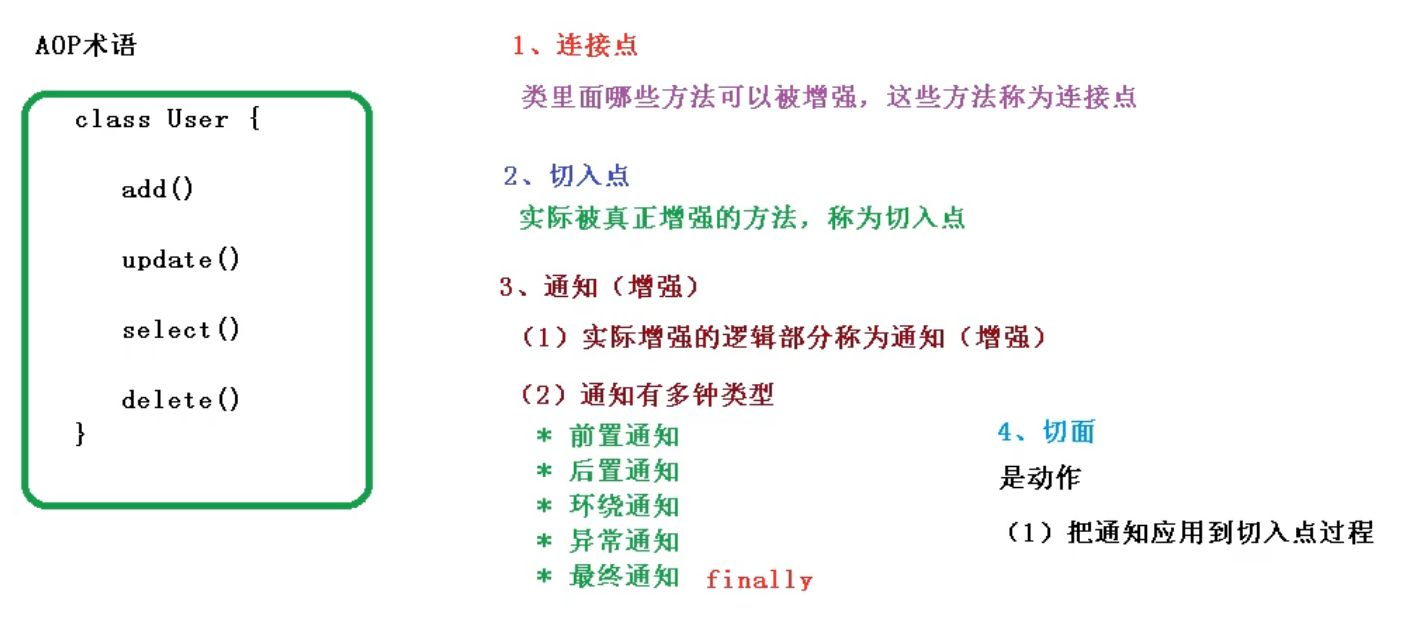 AOP术语
class User {
add()
update()
select()
delete()
}
1、连接点
类里面哪些方法可以被增强，这些方法称为连接点
2、切入点
实际被真正增强的方法，称为切入点
3、通知（增强）
（1）实际增强的逻辑部分称为通知（增强）
（2）通知有多钟类型
* 前置通知
* 后置通知
* 环绕通知
* 异常通知
* 最终通知 finally
4、切面
是动作
（1）把通知应用到切入点过程